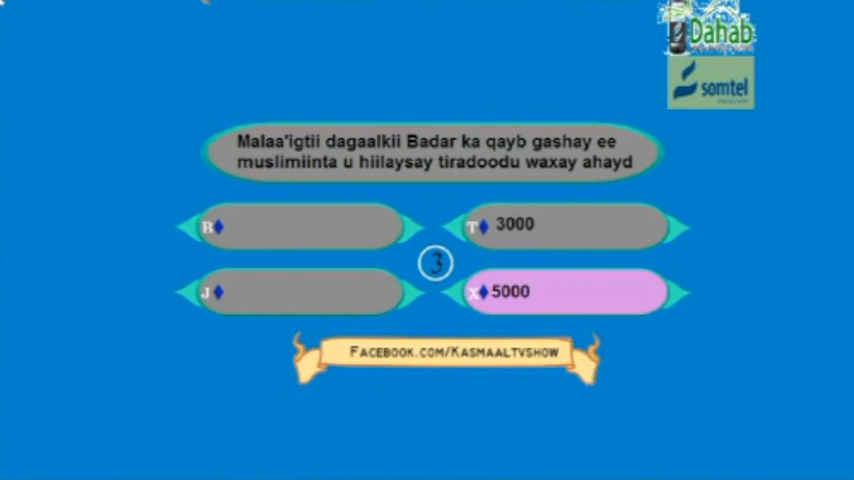 Dahab
somtel
Malaa'igtii dagaalkii Badar ka qayb gashay ee
muslimiinta u hiilaysay tiradoodu waxay ahayd
B
T 3000
3
J
X 5000
FACEBOOK.COM/KASMAALTVSHOW